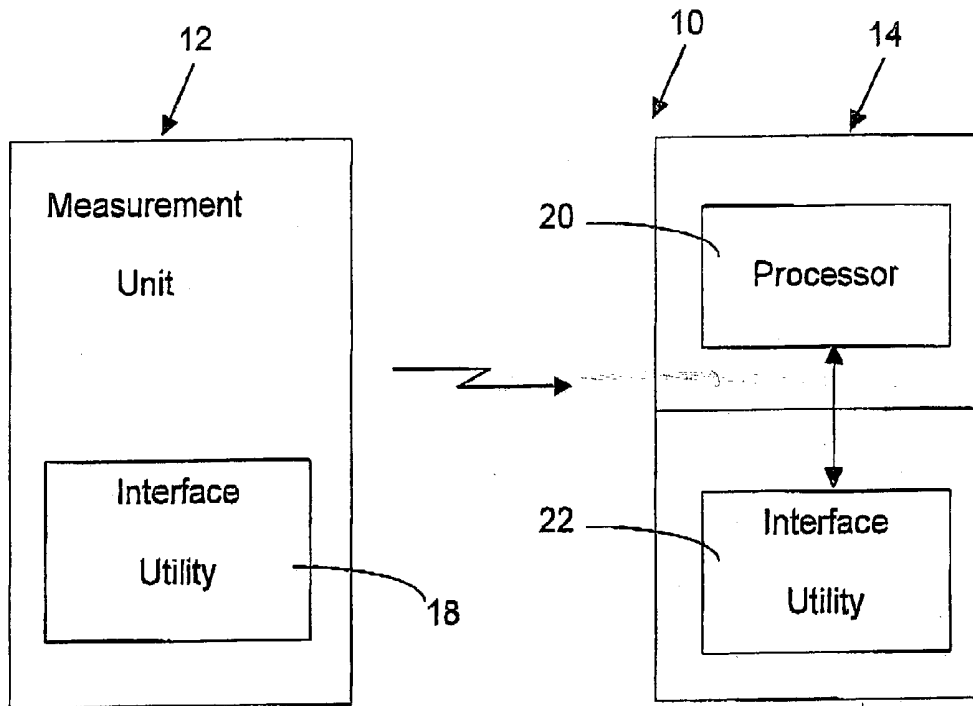 12
10
14
Measurement
Unit
20
Processor
Interface
Utility
18
22
Interface
Utility